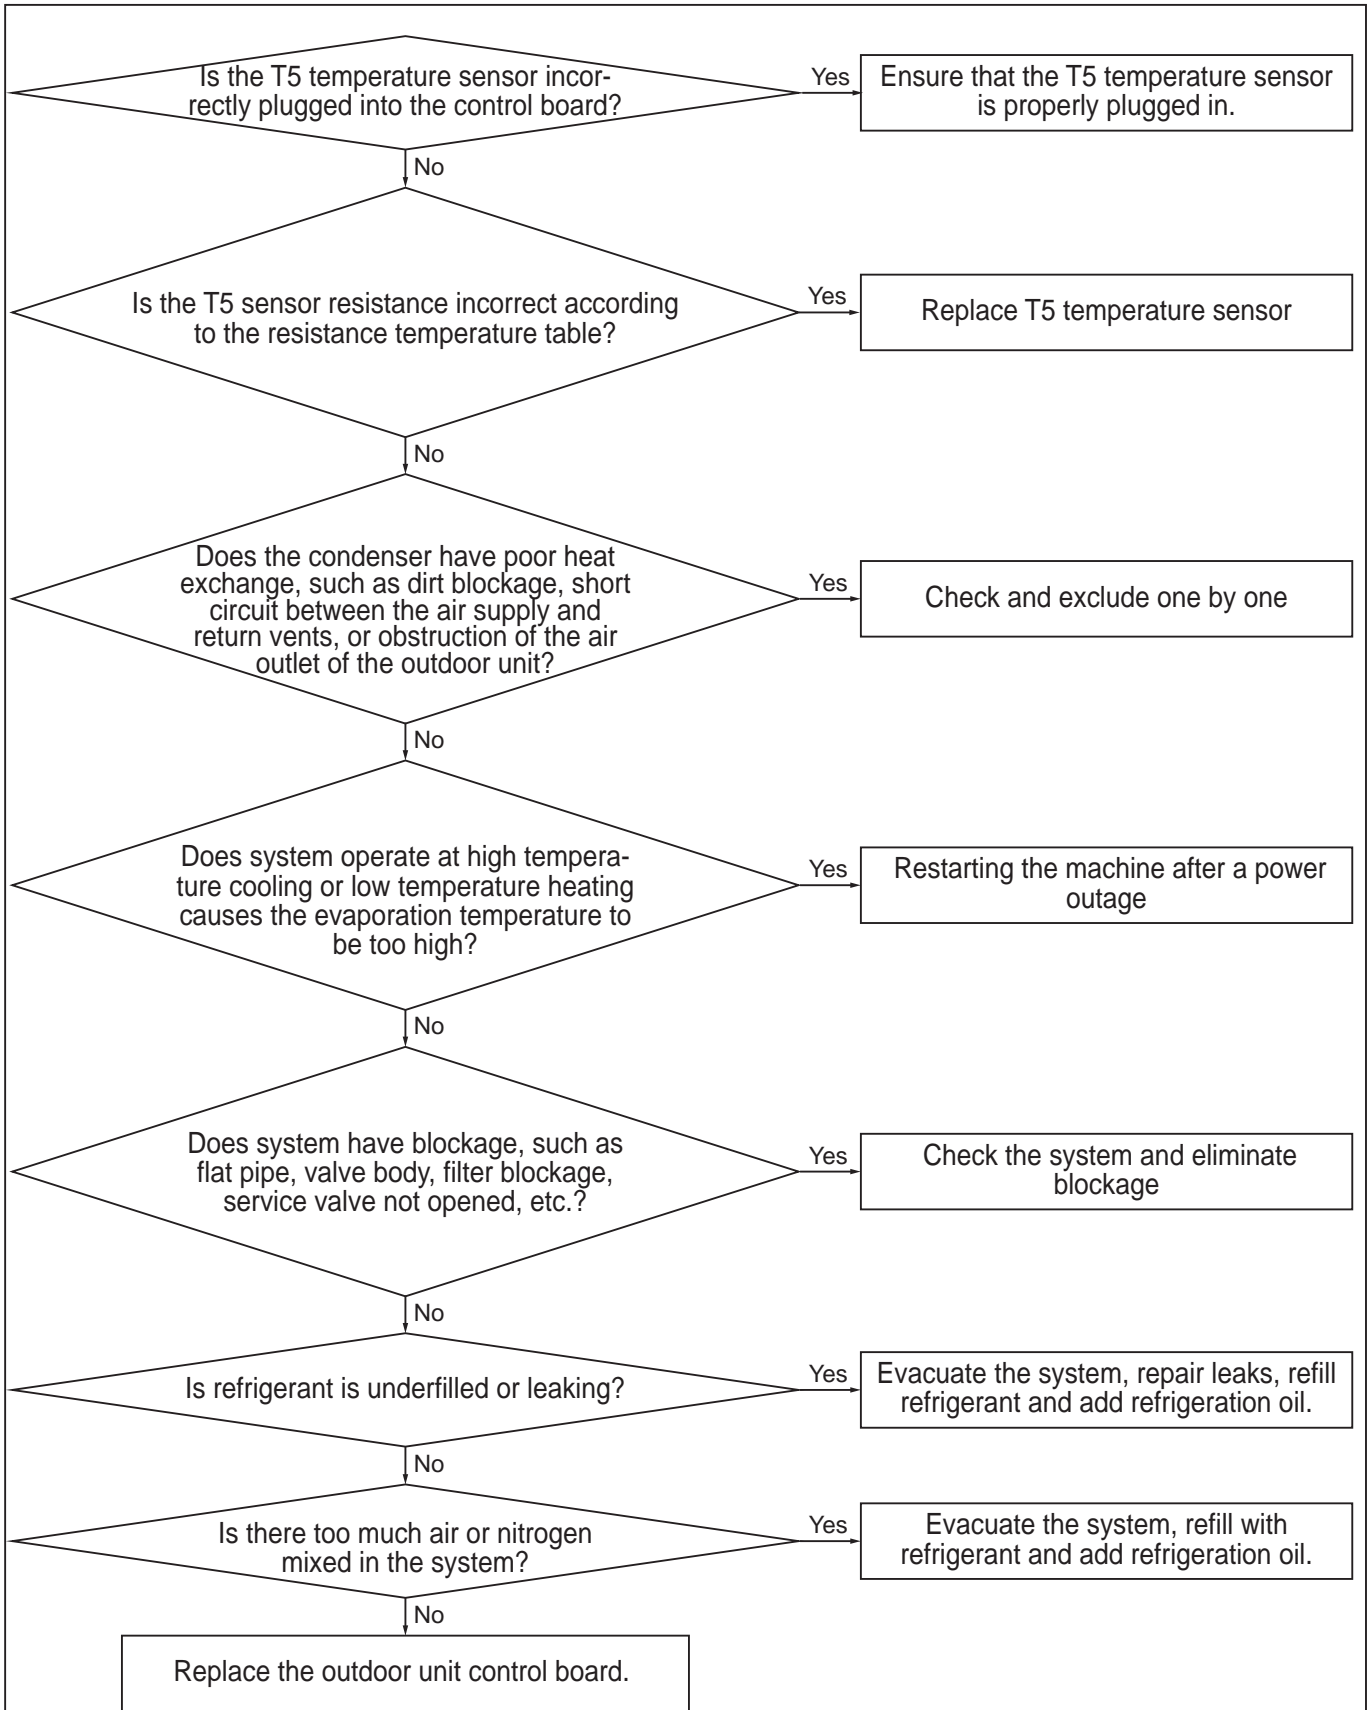 Is the T5 temperature sensor incor-
rectly plugged into the control board?
Yes
Ensure that the T5 temperature sensor
is properly plugged in.
No
Is the T5 sensor resistance incorrect according
to the resistance temperature table?
Yes
Replace T5 temperature sensor
No
Does the condenser have poor heat
exchange, such as dirt blockage, short
circuit between the air supply and
return vents, or obstruction of the air
outlet of the outdoor unit?
Yes
Check and exclude one by one
No
Does system operate at high tempera-
ture cooling or low temperature heating
causes the evaporation temperature to
be too high?
Yes
Restarting the machine after a power
outage
No
Does system have blockage, such as
flat pipe, valve body, filter blockage,
service valve not opened, etc.?
Yes
Check the system and eliminate
blockage
No
Is refrigerant is underfilled or leaking?
Yes
Evacuate the system, repair leaks, refill
refrigerant and add refrigeration oil.
No
Is there too much air or nitrogen
mixed in the system?
Yes
Evacuate the system, refill with
refrigerant and add refrigeration oil.
No
Replace the outdoor unit control board.